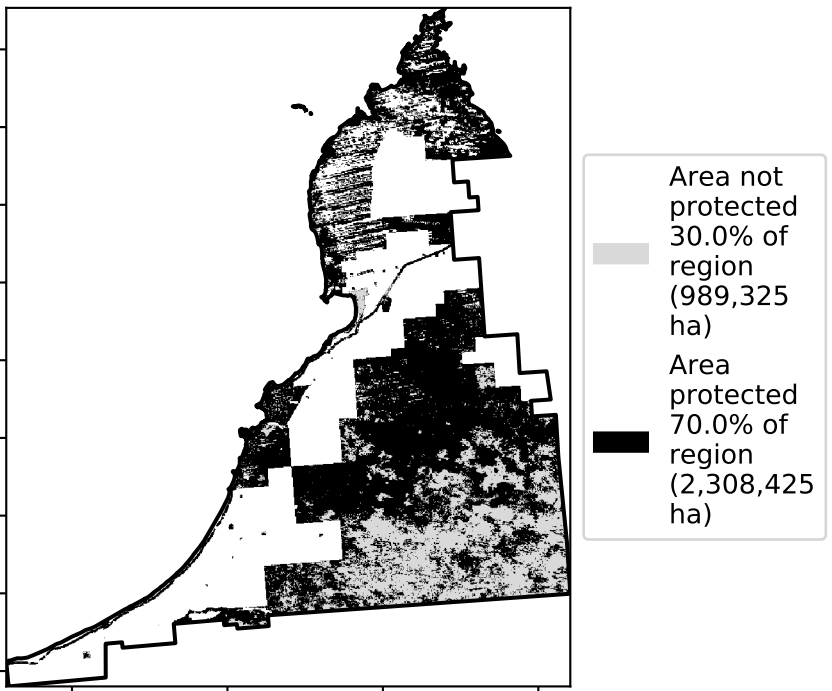 Area not
protected
30.0% of
region
(989,325
ha)
Area
protected
70.0% of
region
(2,308,425
ha)